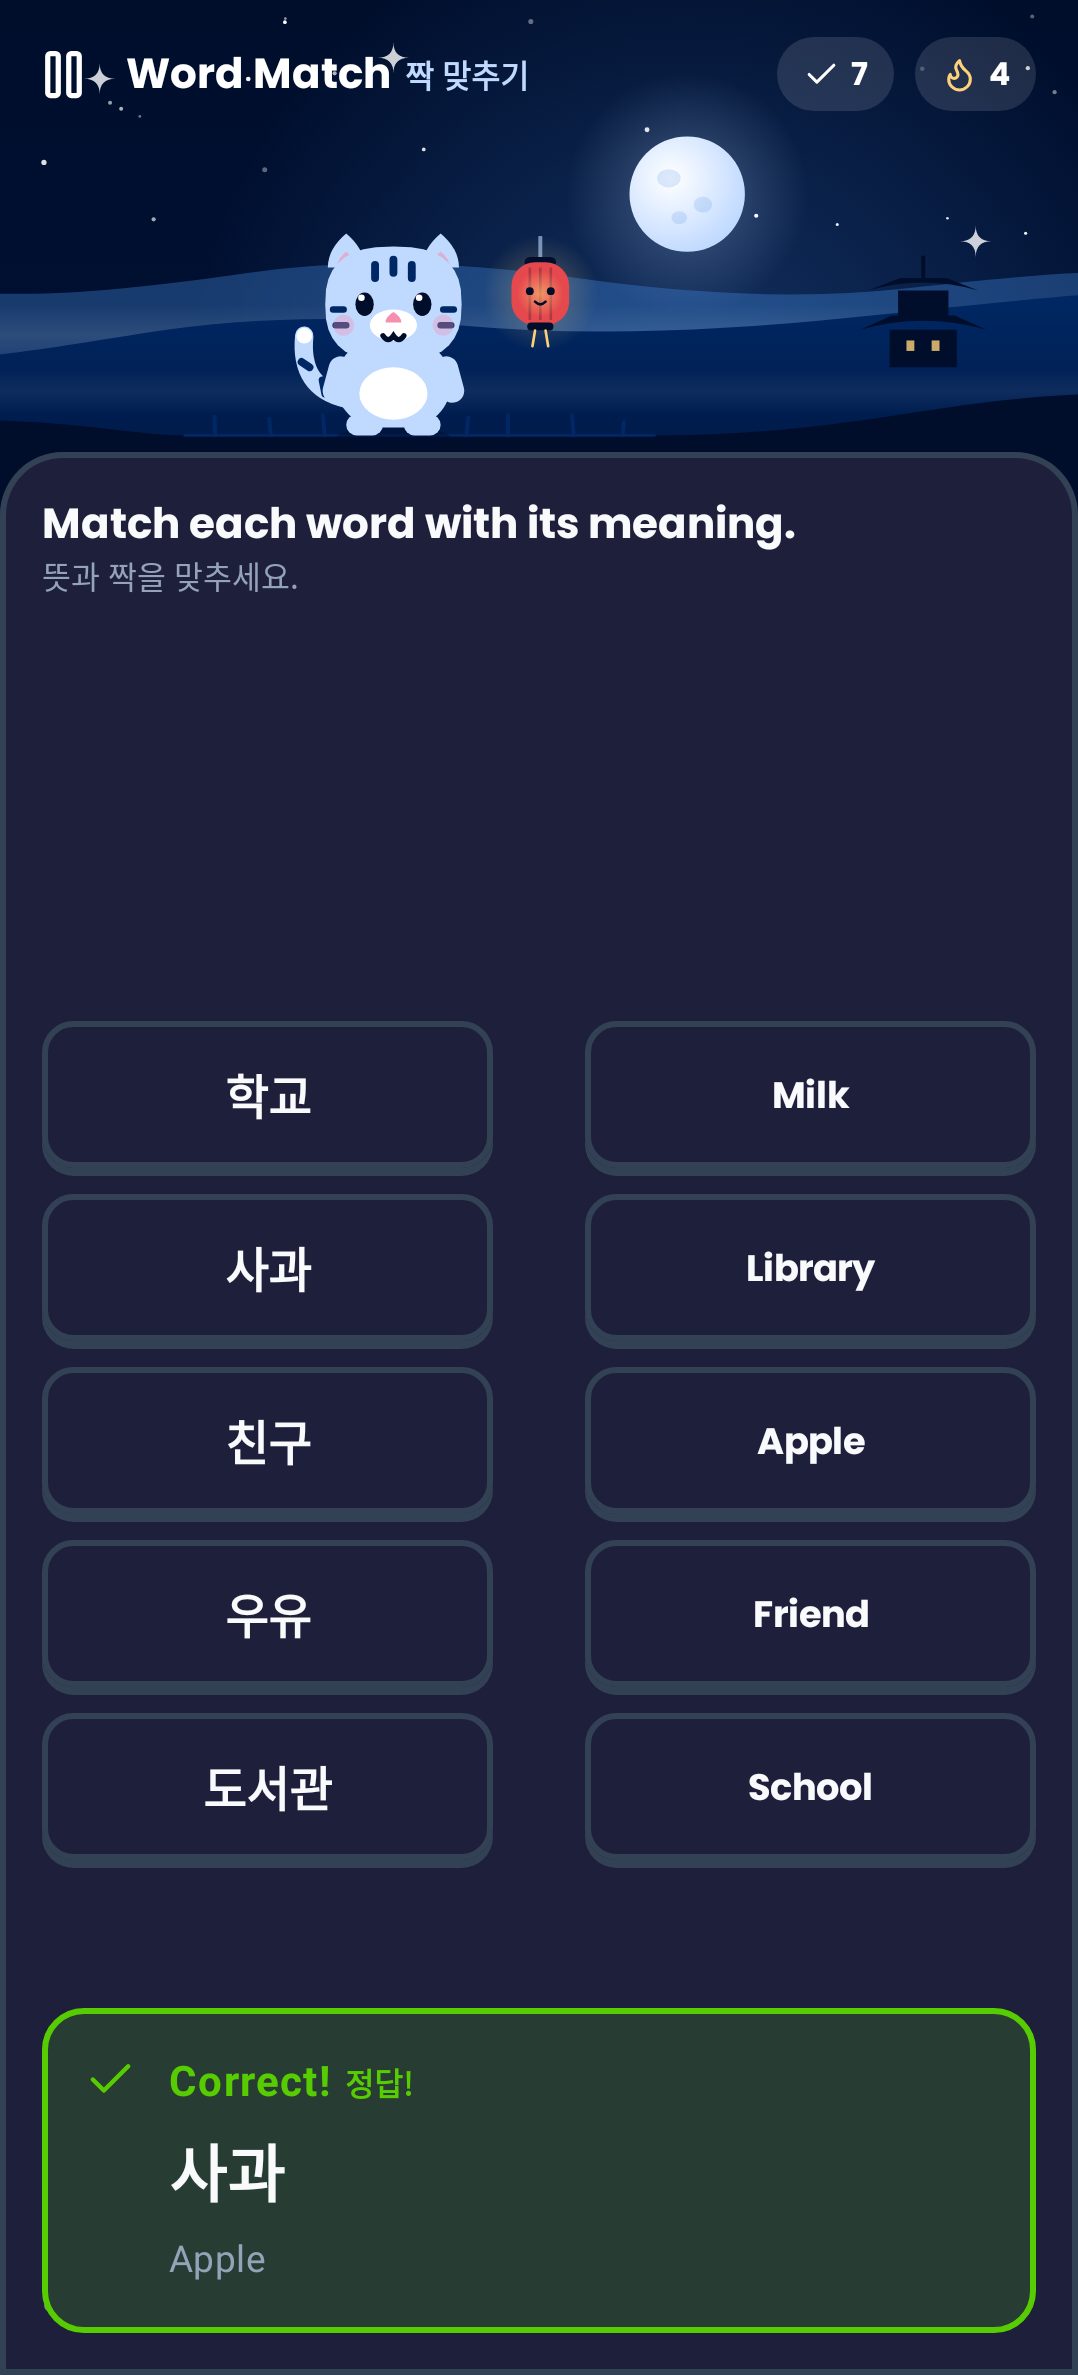 Word Match 짝 맞추기
7
4
Match each word with its meaning.
뜻과 짝을 맞추세요.
학교
Milk
사과
Library
친구
Apple
우유
Friend
도서관
School
Correct! 정답!
사과
Apple